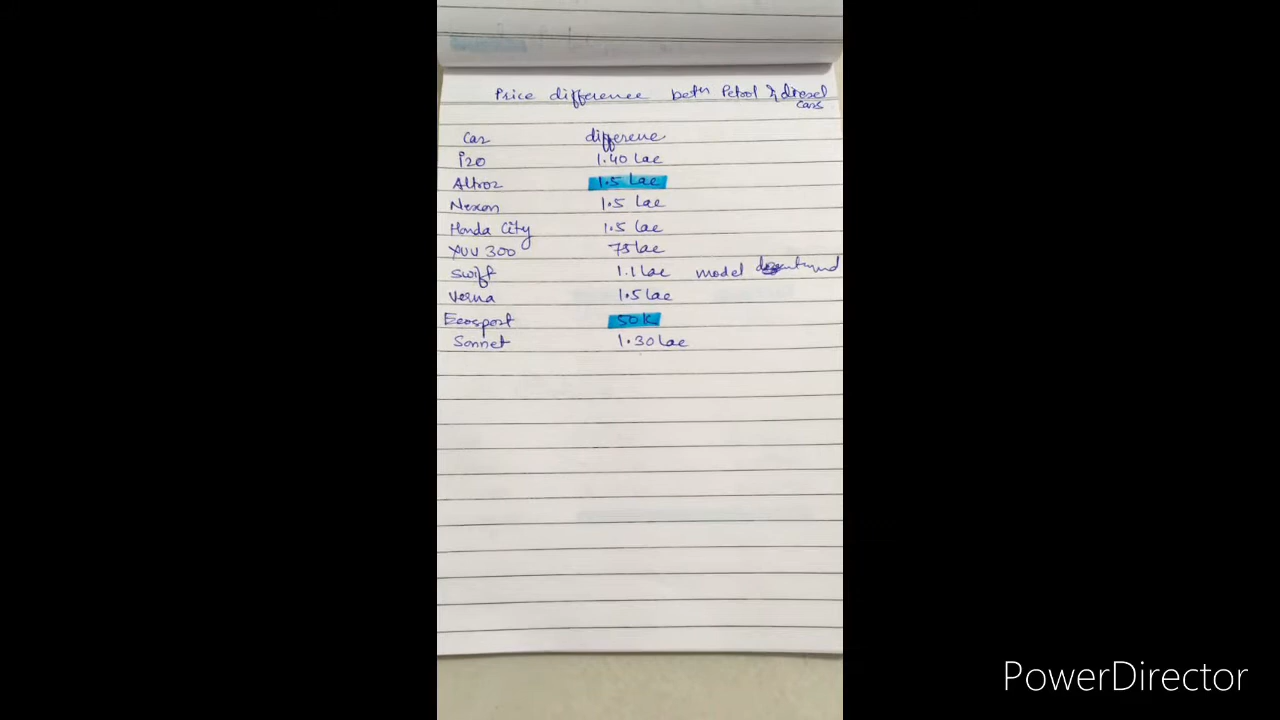 Price difference betn Petrol & diesel
cars
Car difference
i20 1.40 Lac
Altroz 1.5 Lac
Nexon 1.5 Lac
Honda City 1.5 Lac
XUV 300 75 Lac
Swift 1.1 Lac model
Verna 1.5 Lac
Ecosport 50K
Sonnet 1.30 Lac
PowerDirector